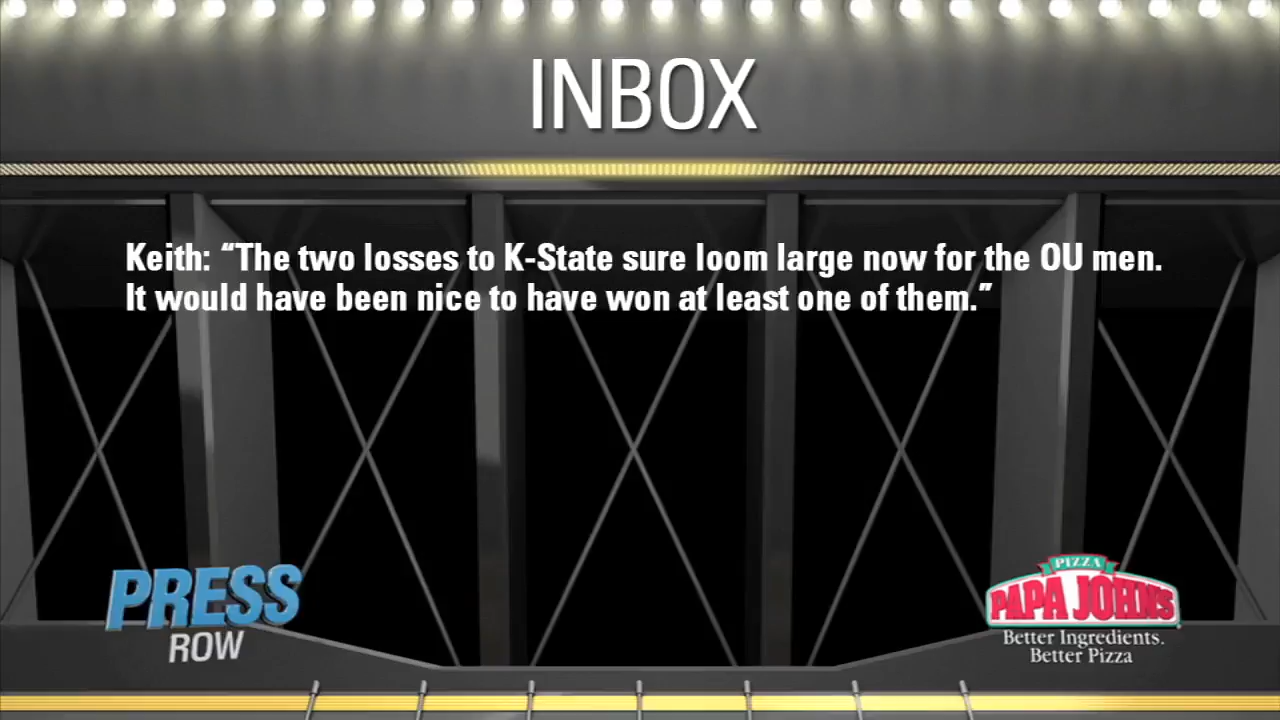 INBOX
Keith: “The two losses to K-State sure loom large now for the OU men.
It would have been nice to have won at least one of them.”
PRESS
ROW
PIZZA
PAPA JOHN'S
Better Ingredients.
Better Pizza